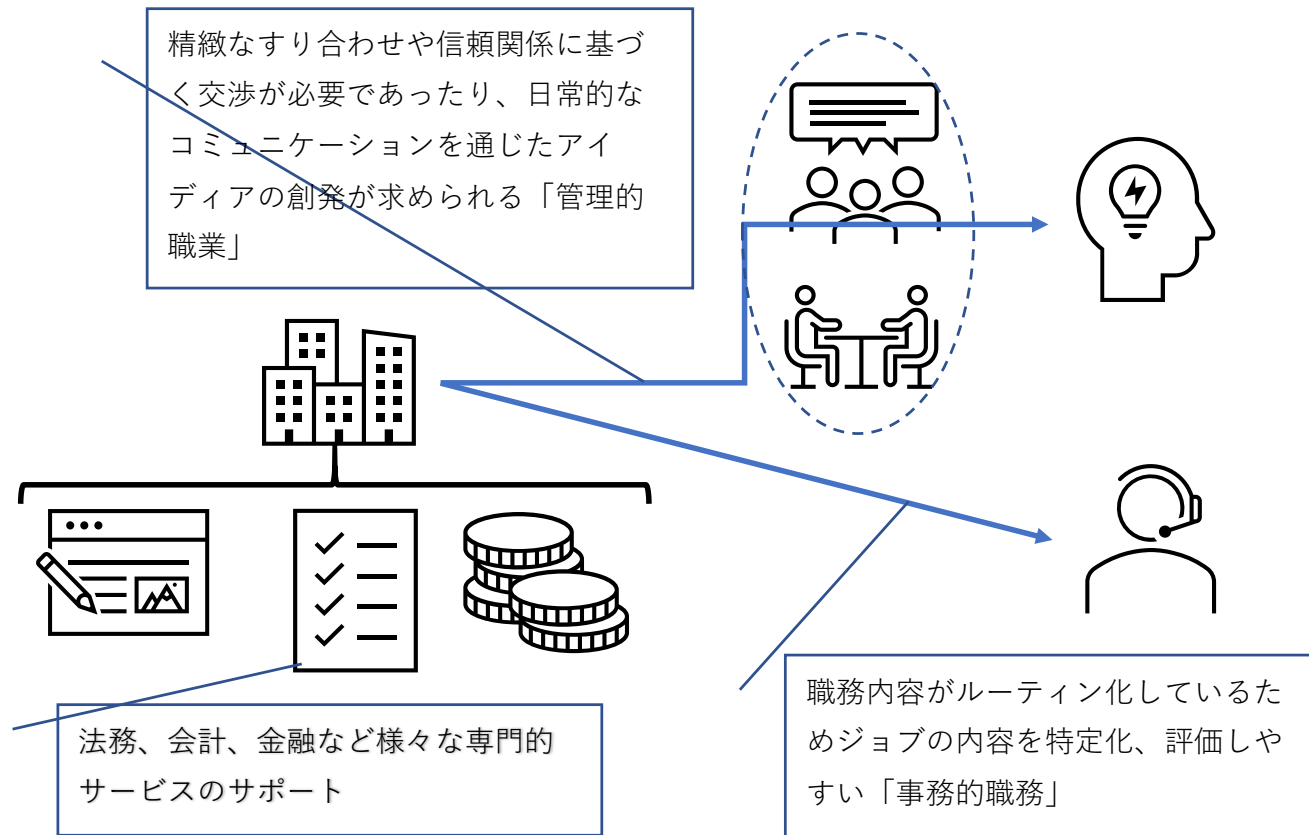 精緻なすり合わせや信頼関係に基づ
く交渉が必要であったり、日常的な
コミュニケーションを通じたアイ
ディアの創発が求められる「管理的
職業」
法務、会計、金融など様々な専門的
サービスのサポート
職務内容がルーティン化しているた
めジョブの内容を特定化、評価しや
すい「事務的職務」